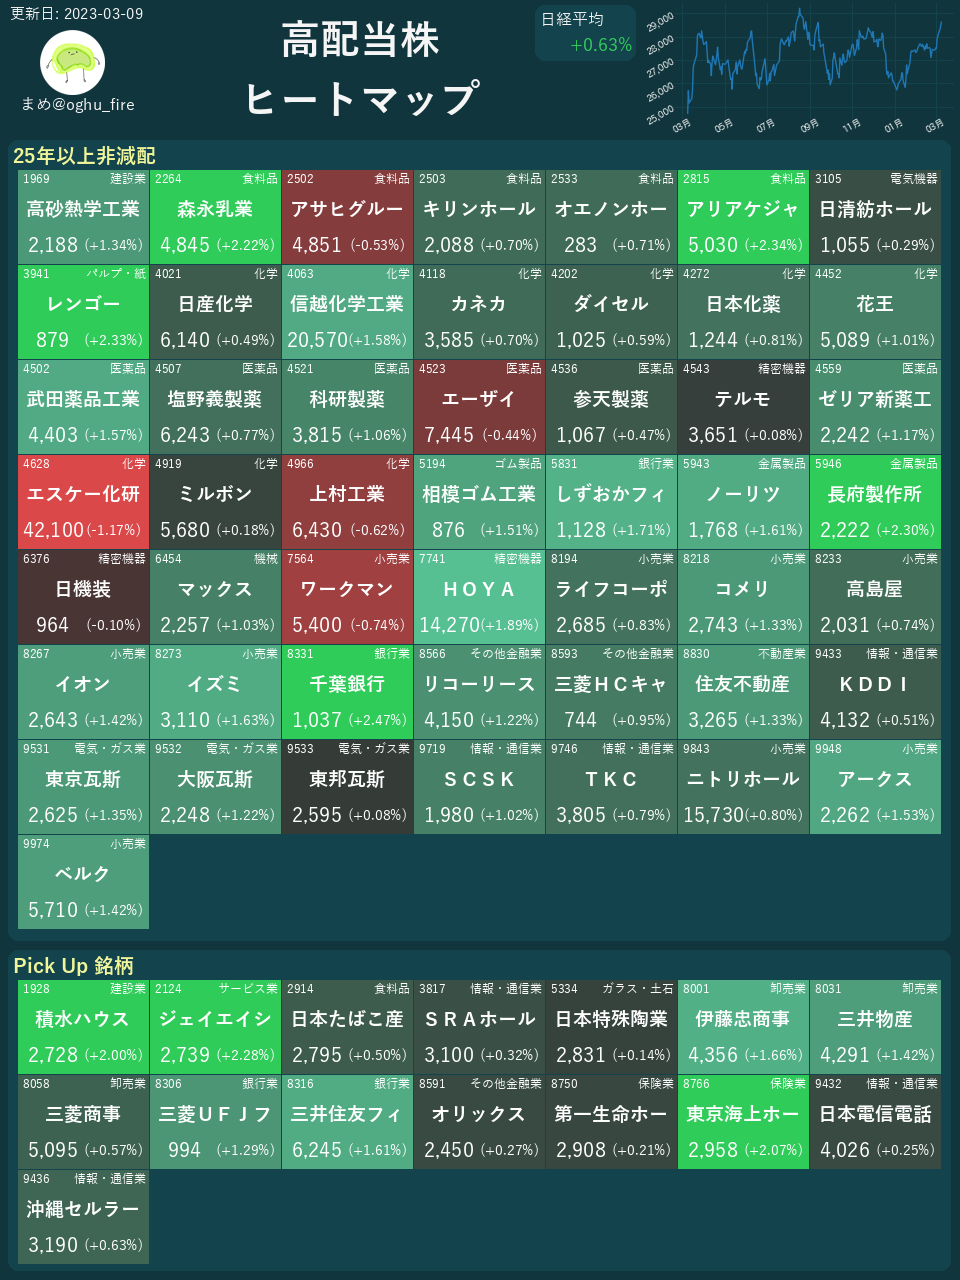 更新日: 2023-03-09
まめ@oghu_fire
高配当株
ヒートマップ
日経平均
+0.63%
29,000
28,000
27,000
26,000
25,000
03月 05月 07月 09月 11月 01月 03月
25年以上非減配
1969 建設業 2264 食料品 2502 食料品 2503 食料品 2533 食料品 2815 食料品 3105 電気機器
高砂熱学工業 森永乳業 アサヒグルー キリンホール オエノンホー アリアケジャ 日清紡ホール
2,188 (+1.34%) 4,845 (+2.22%) 4,851 (-0.53%) 2,088 (+0.70%) 283 (+0.71%) 5,030 (+2.34%) 1,055 (+0.29%)
3941 パルプ・紙 4021 化学 4063 化学 4118 化学 4202 化学 4272 化学 4452 化学
レンゴー 日産化学 信越化学工業 カネカ ダイセル 日本化薬 花王
879 (+2.33%) 6,140 (+0.49%) 20,570(+1.58%) 3,585 (+0.70%) 1,025 (+0.59%) 1,244 (+0.81%) 5,089 (+1.01%)
4502 医薬品 4507 医薬品 4521 医薬品 4523 医薬品 4536 医薬品 4543 精密機器 4559 医薬品
武田薬品工業 塩野義製薬 科研製薬 エーザイ 参天製薬 テルモ ゼリア新薬工
4,403 (+1.57%) 6,243 (+0.77%) 3,815 (+1.06%) 7,445 (-0.44%) 1,067 (+0.47%) 3,651 (+0.08%) 2,242 (+1.17%)
4628 化学 4919 化学 4966 化学 5194 ゴム製品 5831 銀行業 5943 金属製品 5946 金属製品
エスケー化研 ミルボン 上村工業 相模ゴム工業 しずおかフィ ノーリツ 長府製作所
42,100(-1.17%) 5,680 (+0.18%) 6,430 (-0.62%) 876 (+1.51%) 1,128 (+1.71%) 1,768 (+1.61%) 2,222 (+2.30%)
6376 精密機器 6454 機械 7564 小売業 7741 精密機器 8194 小売業 8218 小売業 8233 小売業
日機装 マックス ワークマン ＨＯＹＡ ライフコーポ コメリ 高島屋
964 (-0.10%) 2,257 (+1.03%) 5,400 (-0.74%) 14,270(+1.89%) 2,685 (+0.83%) 2,743 (+1.33%) 2,031 (+0.74%)
8267 小売業 8273 小売業 8331 銀行業 8566 その他金融業 8593 その他金融業 8830 不動産業 9433 情報・通信業
イオン イズミ 千葉銀行 リコーリース 三菱ＨＣキャ 住友不動産 ＫＤＤＩ
2,643 (+1.42%) 3,110 (+1.63%) 1,037 (+2.47%) 4,150 (+1.22%) 744 (+0.95%) 3,265 (+1.33%) 4,132 (+0.51%)
9531 電気・ガス業 9532 電気・ガス業 9533 電気・ガス業 9719 情報・通信業 9746 情報・通信業 9843 小売業 9948 小売業
東京瓦斯 大阪瓦斯 東邦瓦斯 ＳＣＳＫ ＴＫＣ ニトリホール アークス
2,625 (+1.35%) 2,248 (+1.22%) 2,595 (+0.08%) 1,980 (+1.02%) 3,805 (+0.79%) 15,730(+0.80%) 2,262 (+1.53%)
9974 小売業
ベルク
5,710 (+1.42%)
Pick Up 銘柄
1928 建設業 2124 サービス業 2914 食料品 3817 情報・通信業 5334 ガラス・土石 8001 卸売業 8031 卸売業
積水ハウス ジェイエイシ 日本たばこ産 ＳＲＡホール 日本特殊陶業 伊藤忠商事 三井物産
2,728 (+2.00%) 2,739 (+2.28%) 2,795 (+0.50%) 3,100 (+0.32%) 2,831 (+0.14%) 4,356 (+1.66%) 4,291 (+1.42%)
8058 卸売業 8306 銀行業 8316 銀行業 8591 その他金融業 8750 保険業 8766 保険業 9432 情報・通信業
三菱商事 三菱ＵＦＪフ 三井住友フィ オリックス 第一生命ホー 東京海上ホー 日本電信電話
5,095 (+0.57%) 994 (+1.29%) 6,245 (+1.61%) 2,450 (+0.27%) 2,908 (+0.21%) 2,958 (+2.07%) 4,026 (+0.25%)
9436 情報・通信業
沖縄セルラー
3,190 (+0.63%)